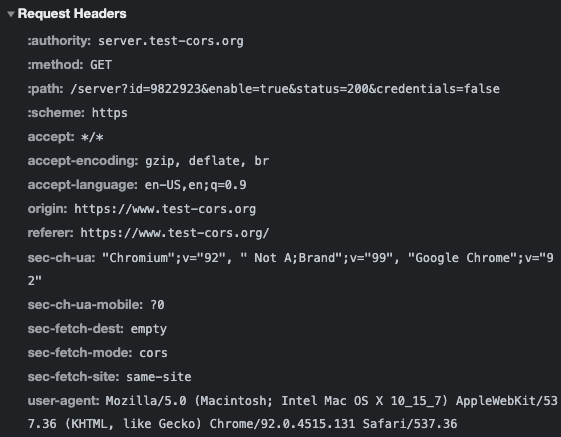 Request Headers
:authority: server.test-cors.org
:method: GET
:path: /server?id=9822923&enable=true&status=200&credentials=false
:scheme: https
accept: */*
accept-encoding: gzip, deflate, br
accept-language: en-US,en;q=0.9
origin: https://www.test-cors.org
referer: https://www.test-cors.org/
sec-ch-ua: "Chromium";v="92", " Not A;Brand";v="99", "Google Chrome";v="9
2"
sec-ch-ua-mobile: ?0
sec-fetch-dest: empty
sec-fetch-mode: cors
sec-fetch-site: same-site
user-agent: Mozilla/5.0 (Macintosh; Intel Mac OS X 10_15_7) AppleWebKit/53
7.36 (KHTML, like Gecko) Chrome/92.0.4515.131 Safari/537.36